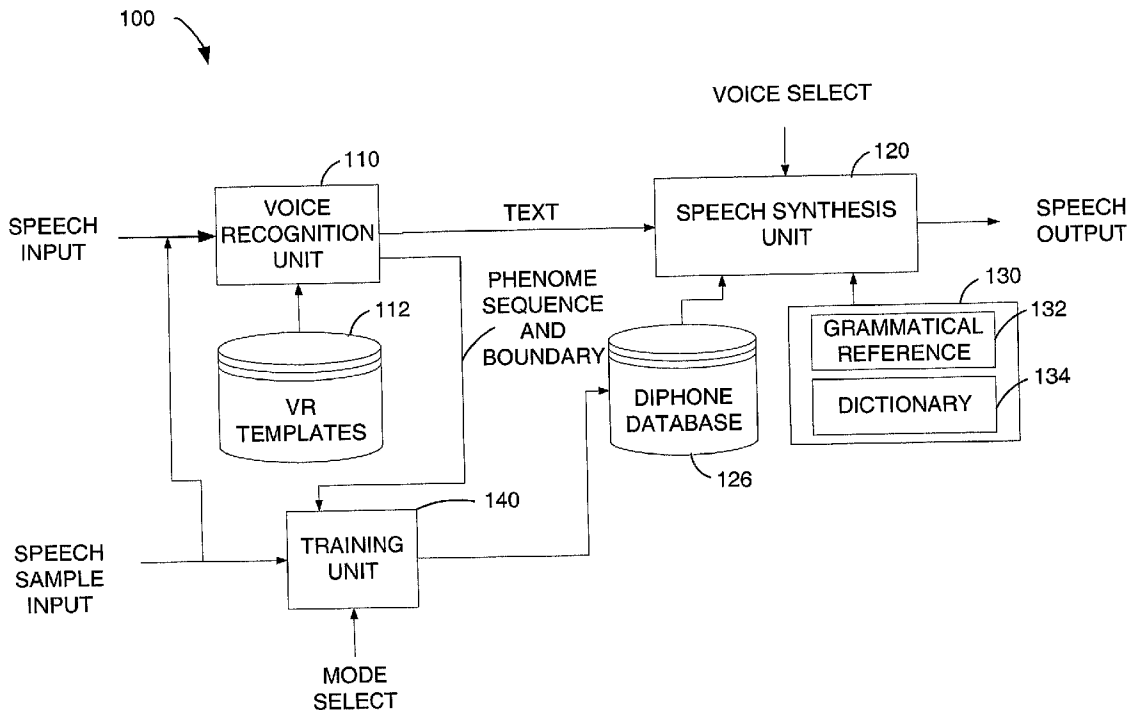 100
VOICE SELECT
110
120
SPEECH
INPUT
VOICE
RECOGNITION
UNIT
TEXT
SPEECH SYNTHESIS
UNIT
SPEECH
OUTPUT
PHENOME
SEQUENCE
AND
BOUNDARY
112
VR
TEMPLATES
DIPHONE
DATABASE
126
130
GRAMMATICAL
REFERENCE
132
DICTIONARY
134
140
SPEECH
SAMPLE
INPUT
TRAINING
UNIT
MODE
SELECT